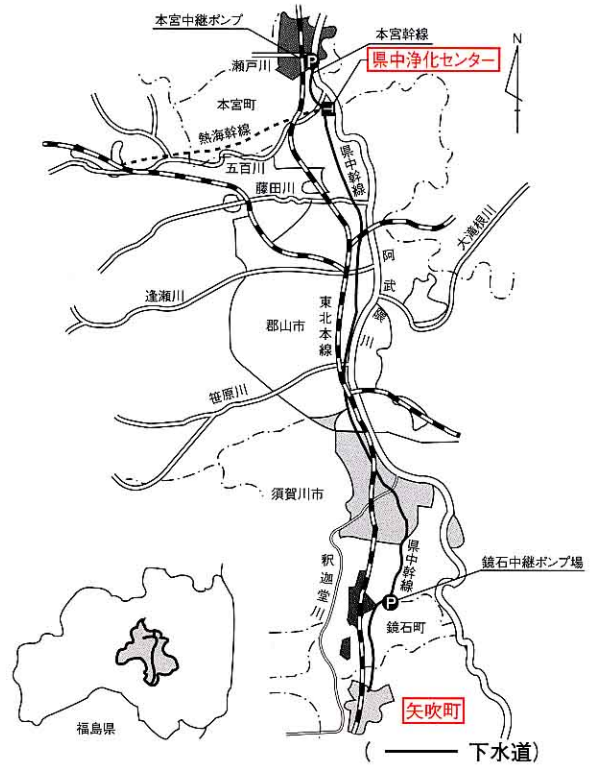 本宮中継ポンプ
本宮幹線
県中浄化センター
瀬戸川
本宮町
N
熱海幹線
県中幹線
五百川
藤田川
大滝根川
阿武隈川
逢瀬川
東北本線
郡山市
笹原川
須賀川市
釈迦堂川
県中幹線
鏡石中継ポンプ場
P
P
鏡石町
矢吹町
福島県
( ―― 下水道)